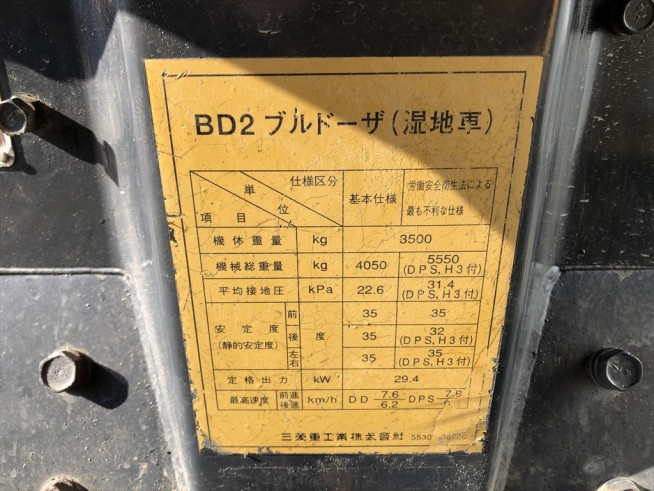 BD2 ブルドーザ(湿地車)
項目 単位 仕様区分 基本仕様 労働安全衛生法による最も不利な仕様
機体重量 kg 3500
機械総重量 kg 4050 5550 (DPS,H3付)
平均接地圧 kPa 22.6 31.4 (DPS,H3付)
安定度 (静的安定度) 前 度 35 35
後 35 32 (DPS,H3付)
左右 35 35 (DPS,H3付)
定格出力 kW 29.4
最高速度 前進 後進 km/h DD 7.6 6.2 DPS
三菱重工業株式会社 5530